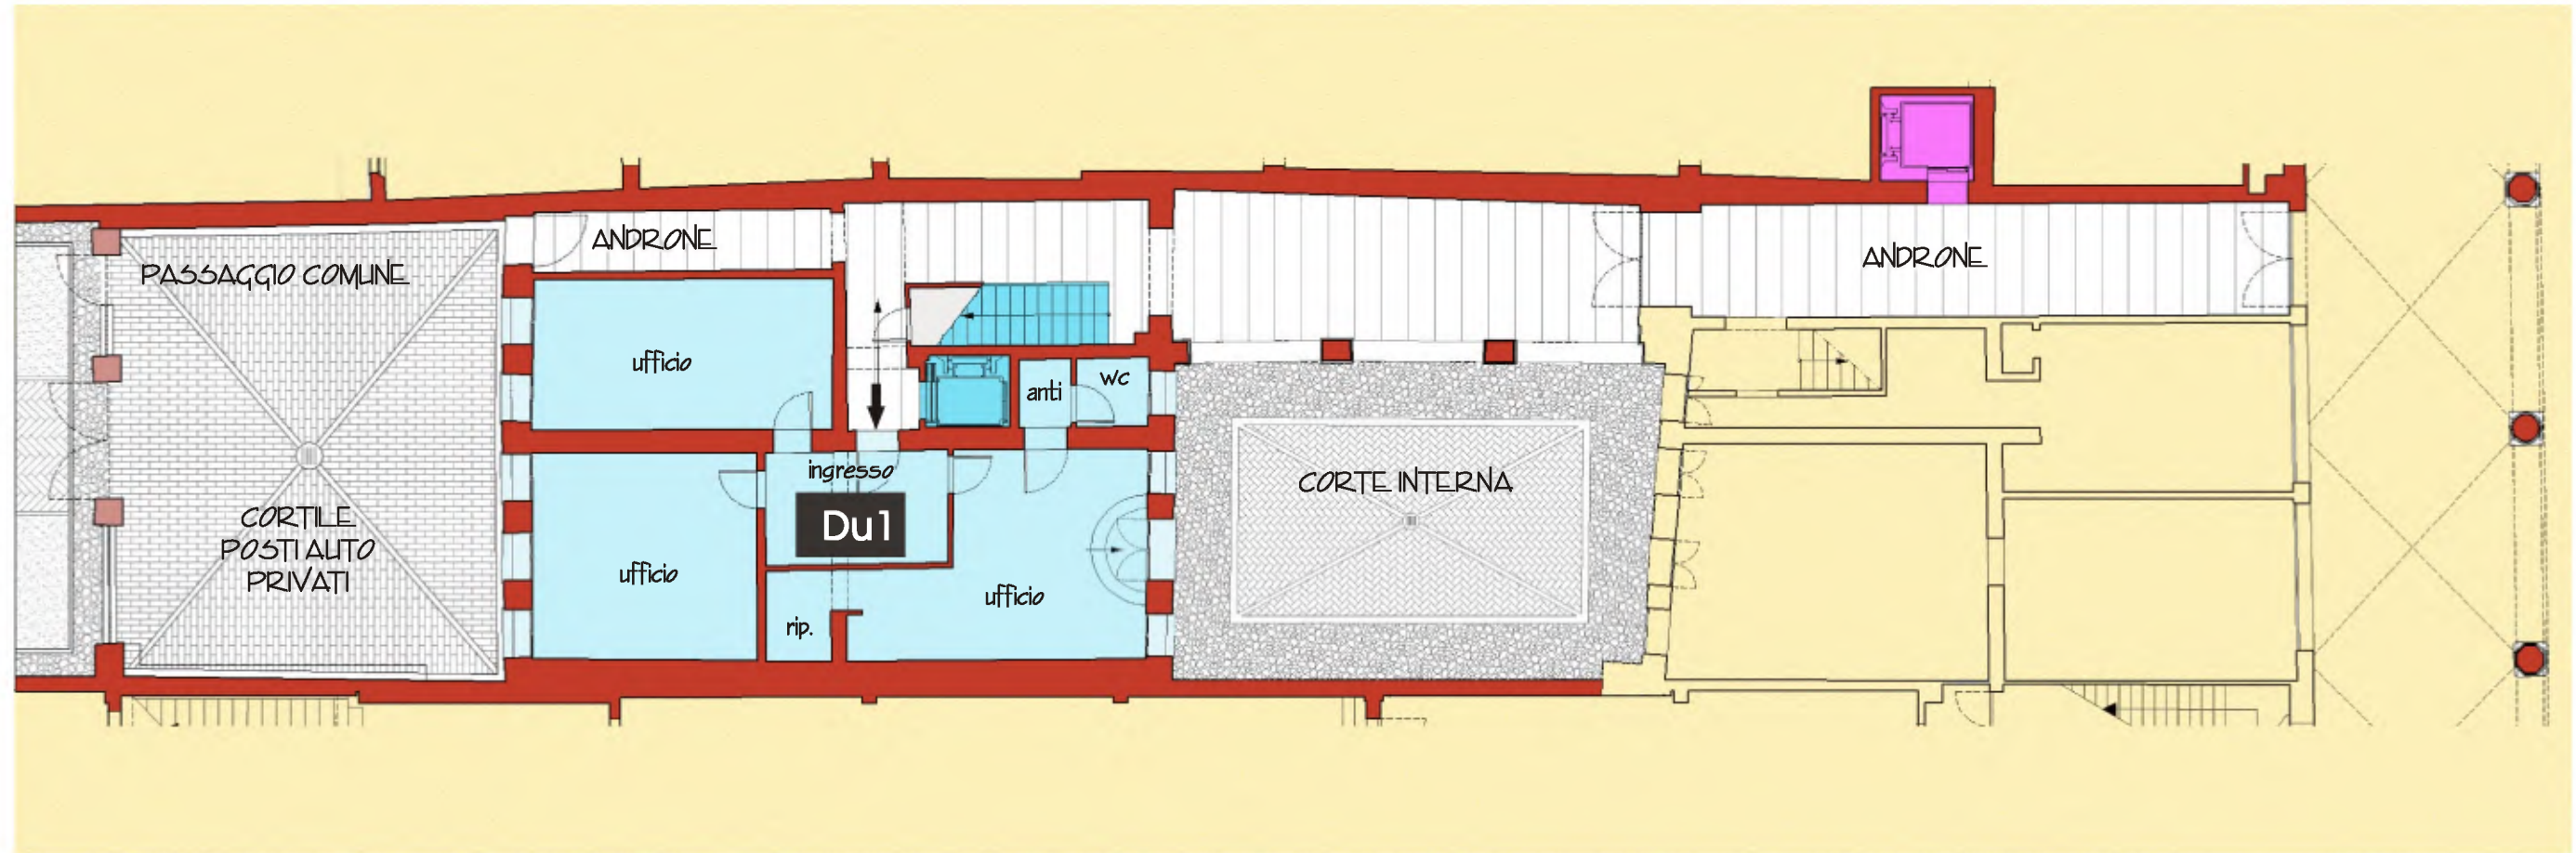 PASSAGGIO COMUNE
CORTILE
POSTI AUTO
PRIVATI
ANDRONE
ufficio
ufficio
ingresso
Du1
rip.
anti
wc
ufficio
CORTE INTERNA
ANDRONE